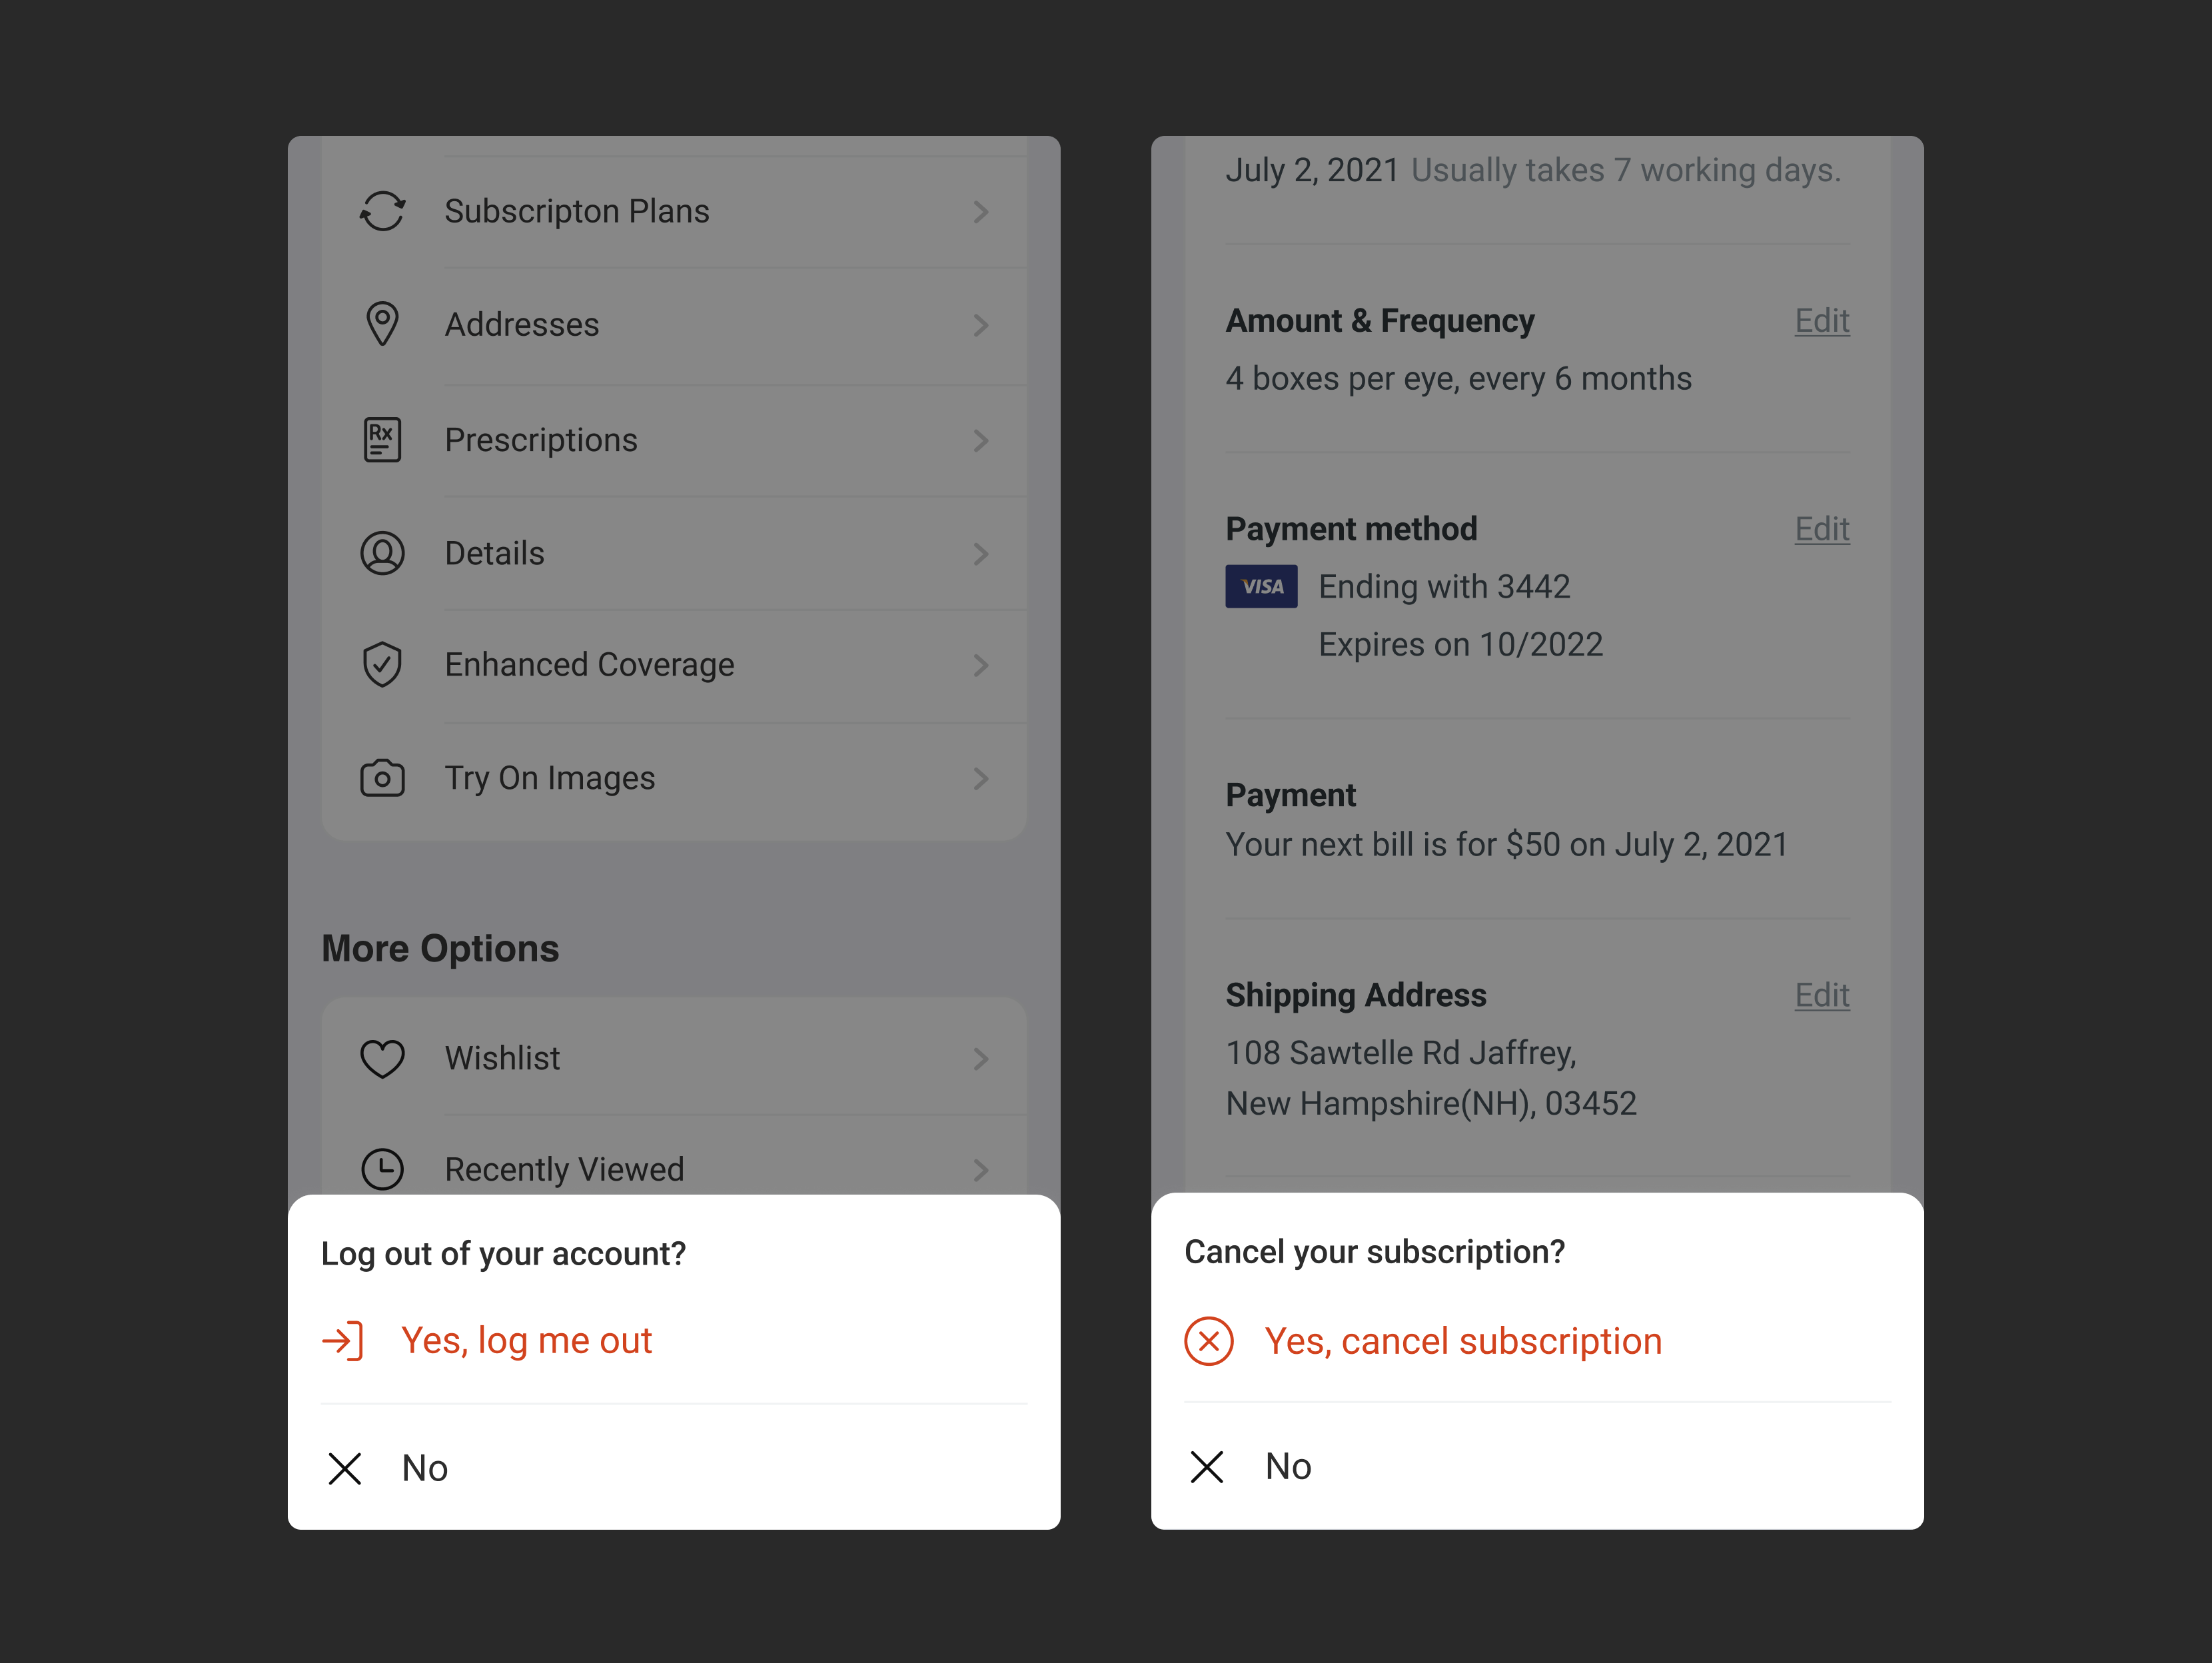 Subscripton Plans
Addresses
Rx
Prescriptions
Details
Enhanced Coverage
Try On Images
More Options
Wishlist
Recently Viewed
Log out of your account?
Yes, log me out
No
July 2, 2021 Usually takes 7 working days.
Amount & Frequency Edit
4 boxes per eye, every 6 months
Payment method Edit
VISA Ending with 3442
Expires on 10/2022
Payment
Your next bill is for $50 on July 2, 2021
Shipping Address Edit
108 Sawtelle Rd Jaffrey,
New Hampshire(NH), 03452
Cancel your subscription?
Yes, cancel subscription
No